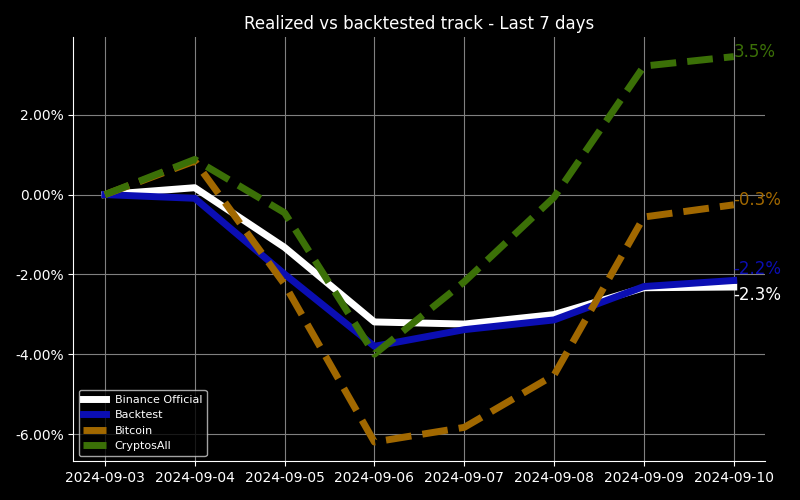 Realized vs backtested track - Last 7 days
3.5%
2.00%
0.00%
-0.3%
-2.00%
-2.2%
-2.3%
-4.00%
-6.00%
Binance Official
Backtest
Bitcoin
CryptosAll
2024-09-03 2024-09-04 2024-09-05 2024-09-06 2024-09-07 2024-09-08 2024-09-09 2024-09-10